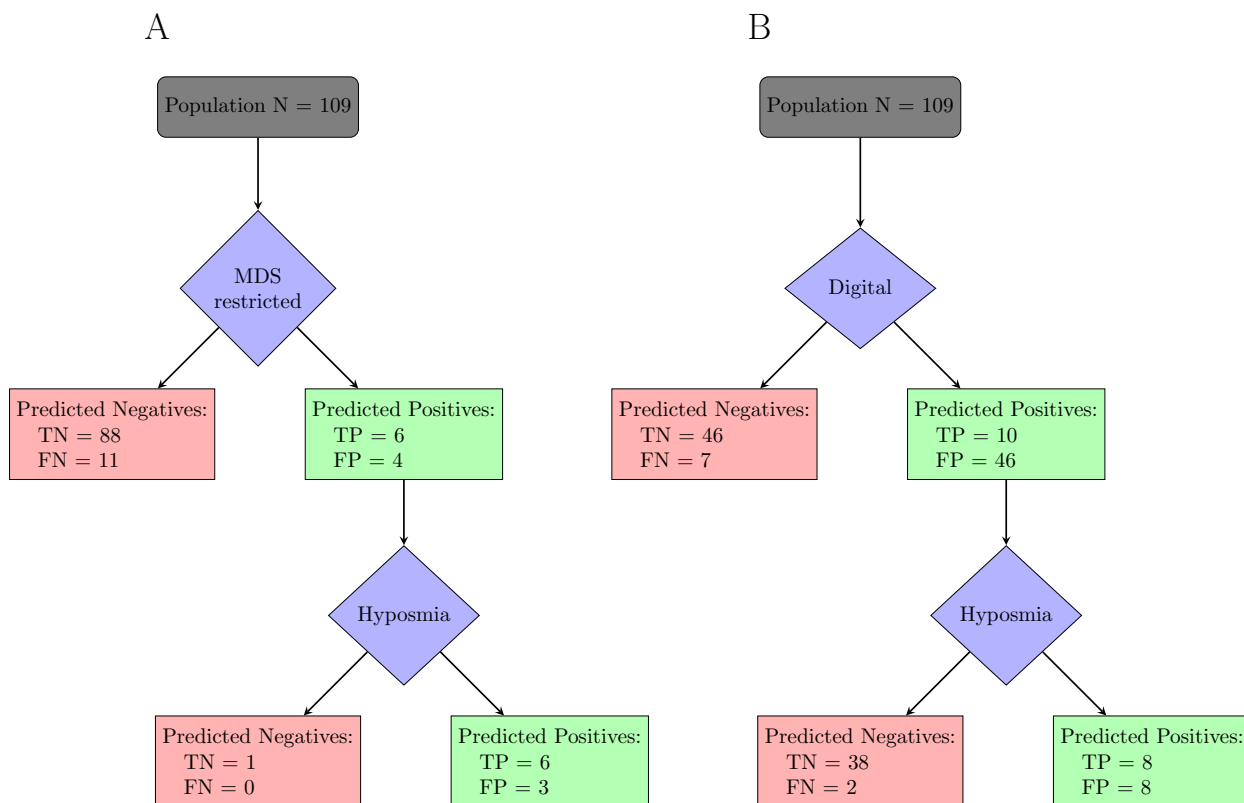 A
Population N = 109
MDS
restricted
Predicted Negatives:
TN = 88
FN = 11
Predicted Positives:
TP = 6
FP = 4
Hyposmia
Predicted Negatives:
TN = 1
FN = 0
Predicted Positives:
TP = 6
FP = 3
B
Population N = 109
Digital
Predicted Negatives:
TN = 46
FN = 7
Predicted Positives:
TP = 10
FP = 46
Hyposmia
Predicted Negatives:
TN = 38
FN = 2
Predicted Positives:
TP = 8
FP = 8